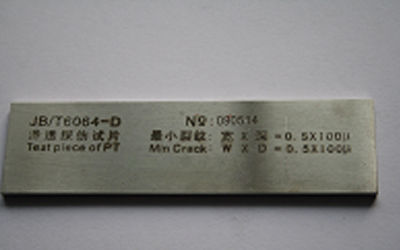 JB/T6064-D №: 090514
渗透探伤试片 最小裂纹: 宽 X 深 = 0.5X100μ
Test piece of PT Min Crack: W X D = 0.5X100μ